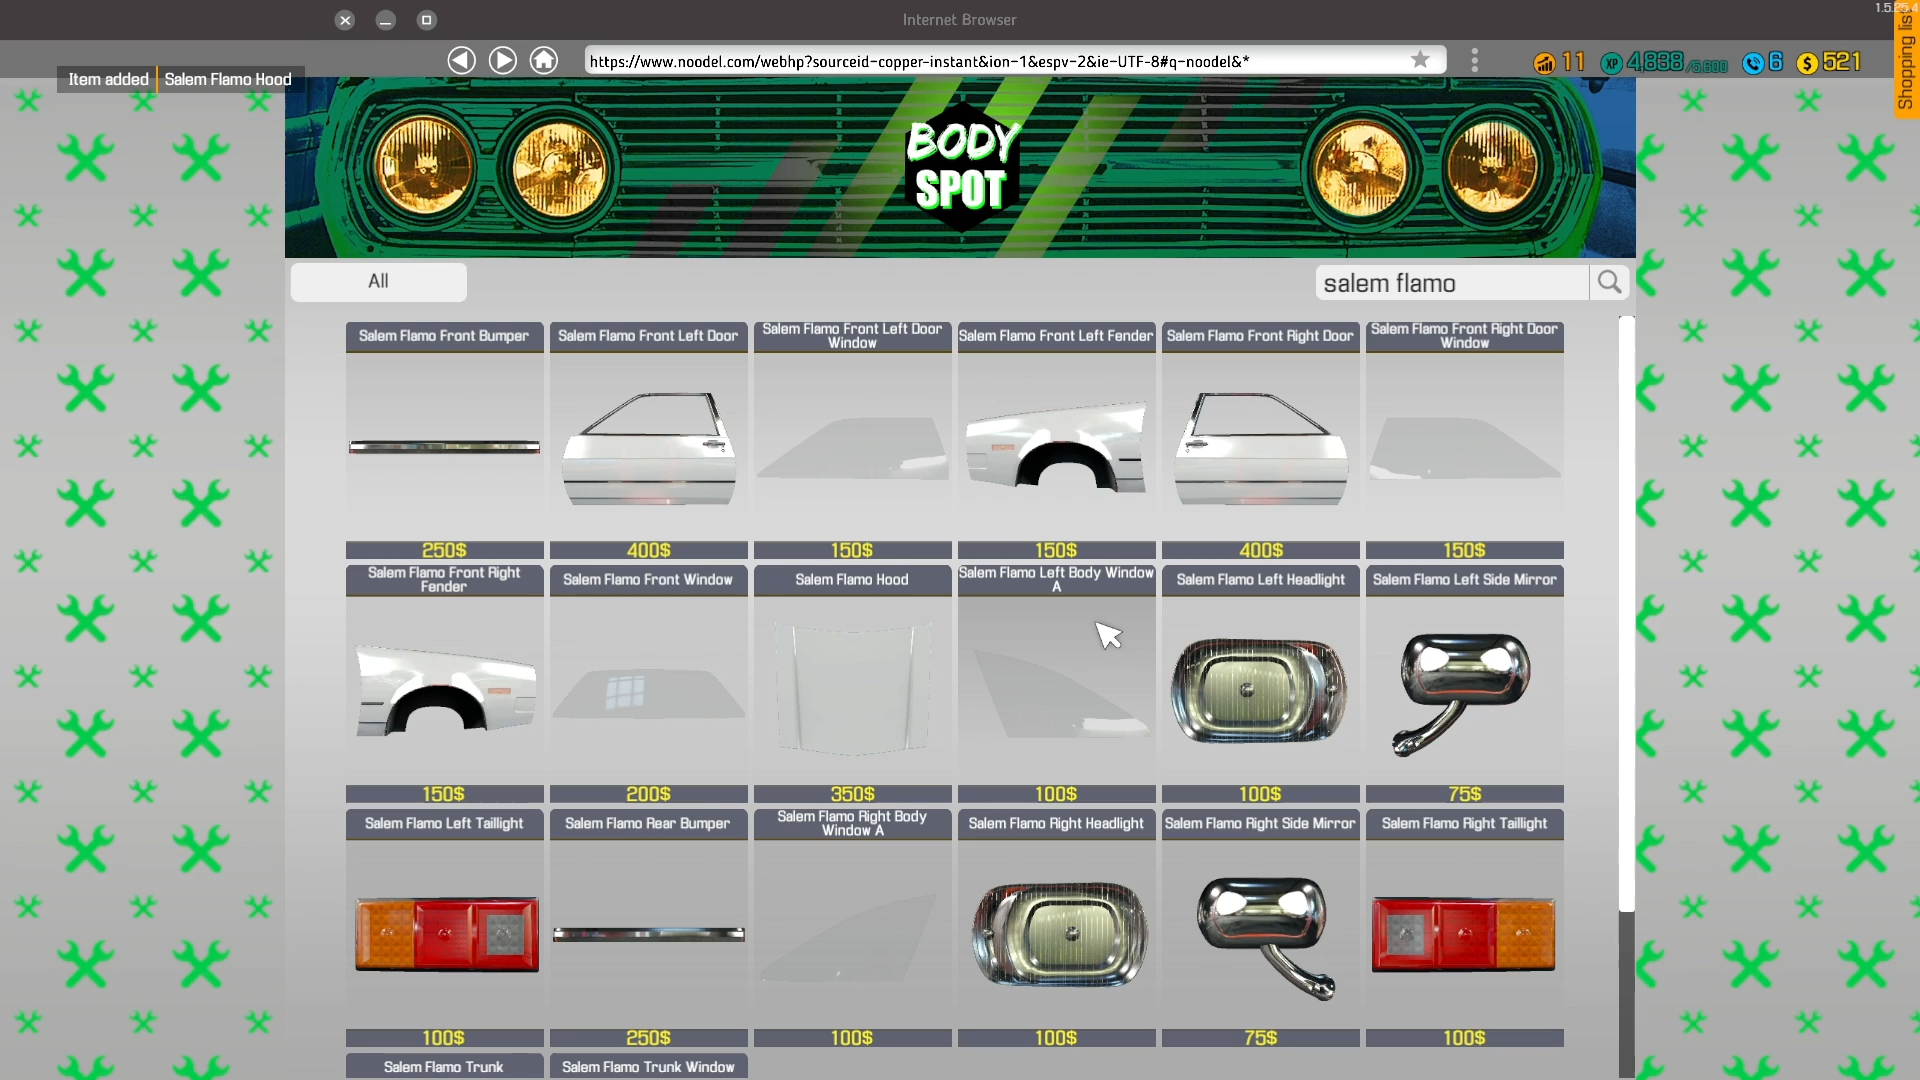 Internet Browser
1.5.25.4
Shopping list
https://www.noodel.com/webhp?sourceid-copper-instant&ion-1&espv-2&ie-UTF-8#q-noodel&*
11
XP 4,838/5,800
6
$ 521
Item added Salem Flamo Hood
BODY
SPOT
All
salem flamo
Salem Flamo Front Bumper
Salem Flamo Front Left Door
Salem Flamo Front Left Door
Window
Salem Flamo Front Left Fender
Salem Flamo Front Right Door
Salem Flamo Front Right Door
Window
250$
400$
150$
150$
400$
150$
Salem Flamo Front Right
Fender
Salem Flamo Front Window
Salem Flamo Hood
Salem Flamo Left Body Window
A
Salem Flamo Left Headlight
Salem Flamo Left Side Mirror
150$
200$
350$
100$
100$
75$
Salem Flamo Left Taillight
Salem Flamo Rear Bumper
Salem Flamo Right Body
Window A
Salem Flamo Right Headlight
Salem Flamo Right Side Mirror
Salem Flamo Right Taillight
100$
250$
100$
100$
75$
100$
Salem Flamo Trunk
Salem Flamo Trunk Window